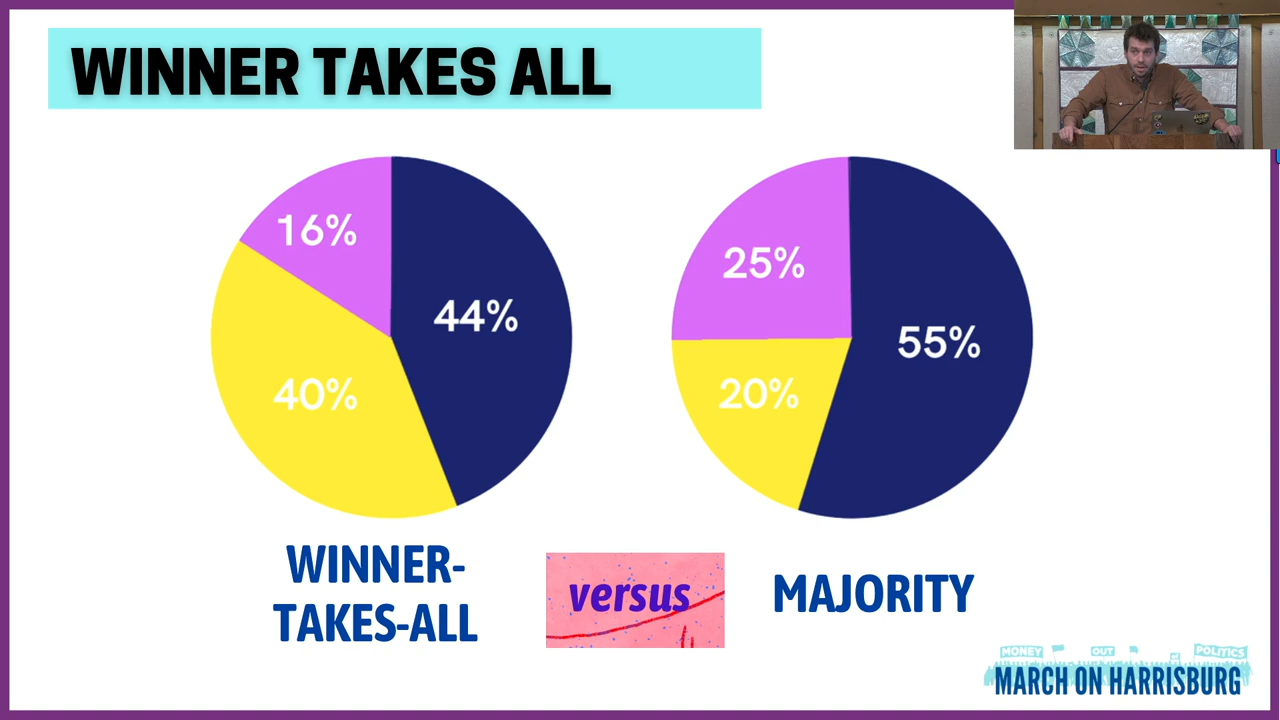 WINNER TAKES ALL
16%
44%
40%
25%
55%
20%
WINNER-
TAKES-ALL
versus
MAJORITY
MONEY OUT of POLITICS
MARCH ON HARRISBURG